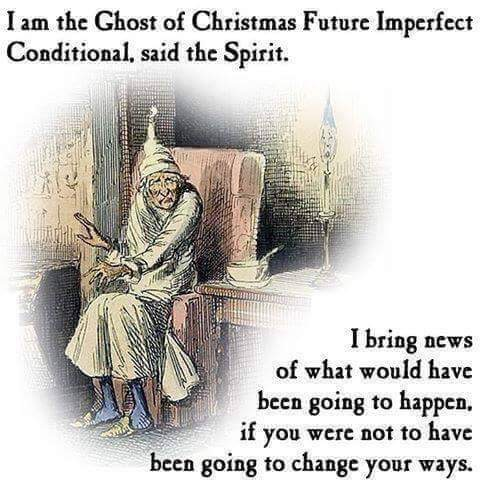 I am the Ghost of Christmas Future Imperfect
Conditional, said the Spirit.
I bring news
of what would have
been going to happen,
if you were not to have
been going to change your ways.